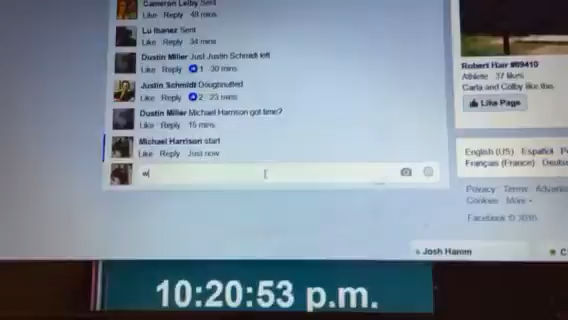 Cameron Lelby Sent
Like Reply 48 mins
Lu Ibanez Sent
Like Reply 34 mins
Dustin Miller Just Justin Schmidt left
Like Reply 1 30 mins
Justin Schmidt Doughnutted
Like Reply 2 23 mins
Dustin Miller Michael Harrison got time?
Like Reply 15 mins
Michael Harrison start
Like Reply Just now
w
Robert Hair #69410
Athlete 37 likes
Carla and Colby like this
Like Page
English (US) Español
Français (France)
Privacy Terms
Cookies More
Facebook © 2016
Josh Hamm
10:20:53 p.m.